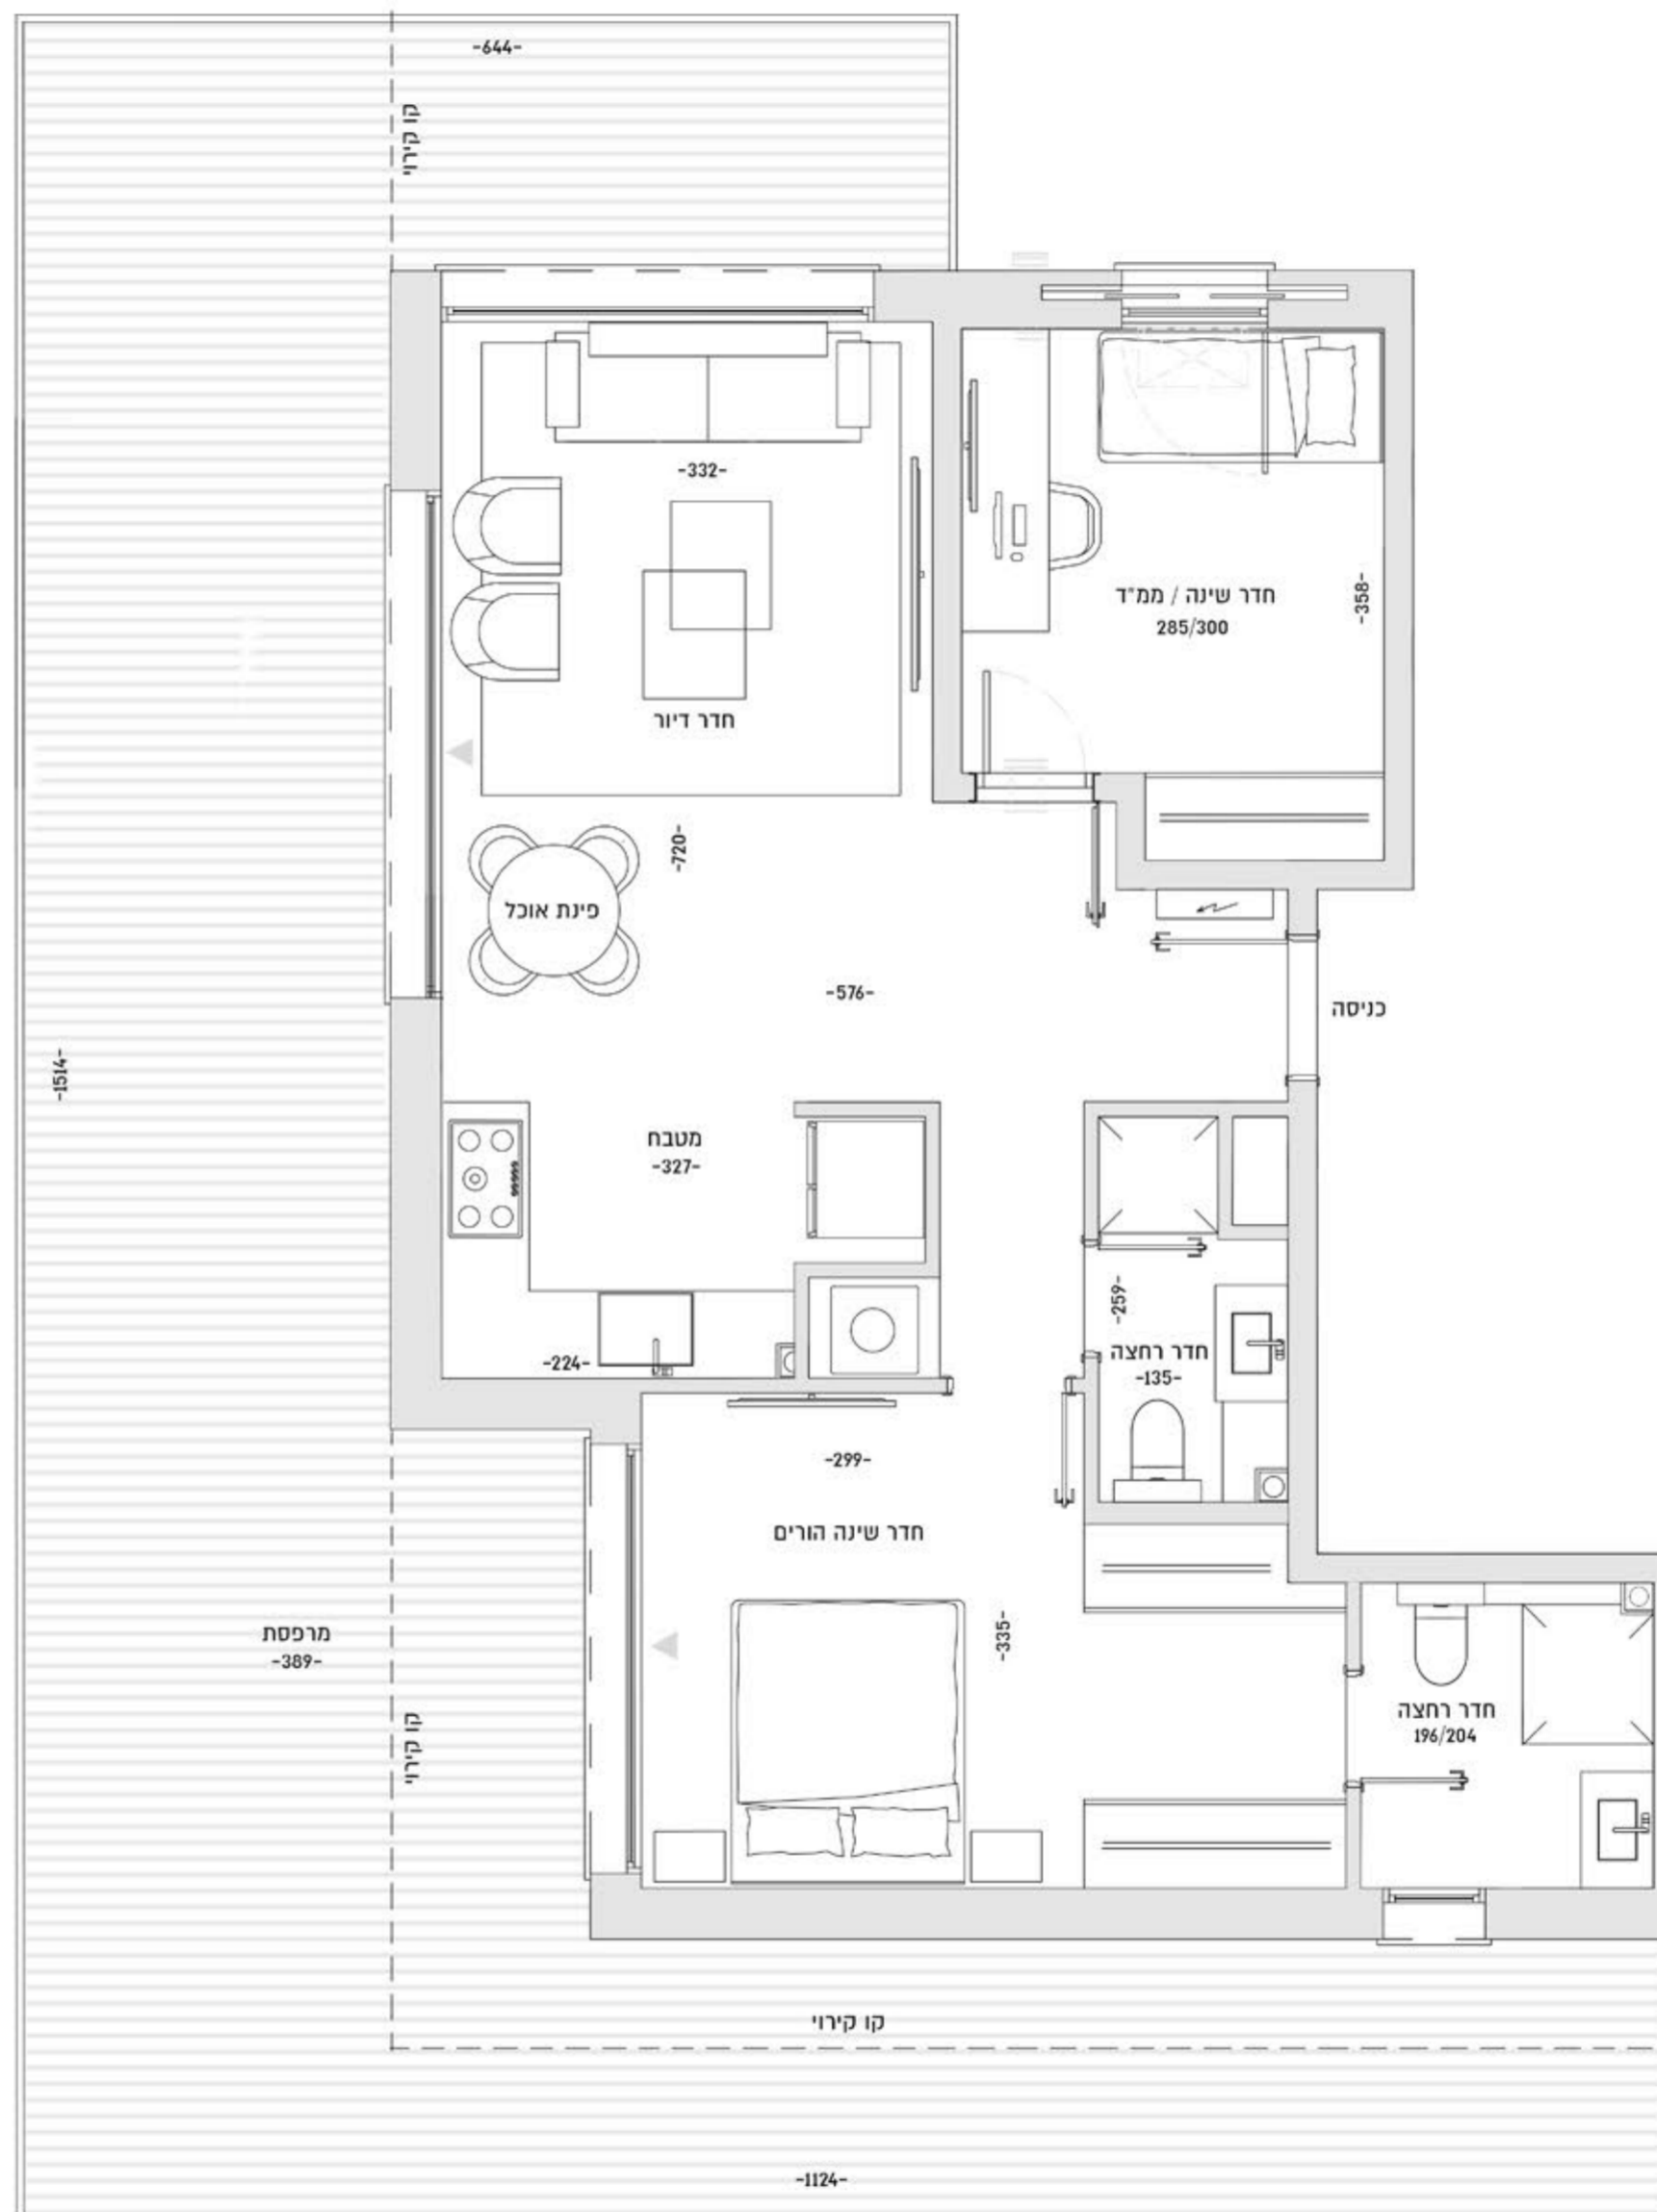 -644-
קו קירוי
-332-
חדר שינה / ממ"ד
285/300
-358-
חדר דיור
-720-
פינת אוכל
-576-
כניסה
-1514-
מטבח
-327-
-259-
חדר רחצה
-135-
-224-
-299-
חדר שינה הורים
-335-
מרפסת
-389-
קו קירוי
חדר רחצה
196/204
קו קירוי
-1124-